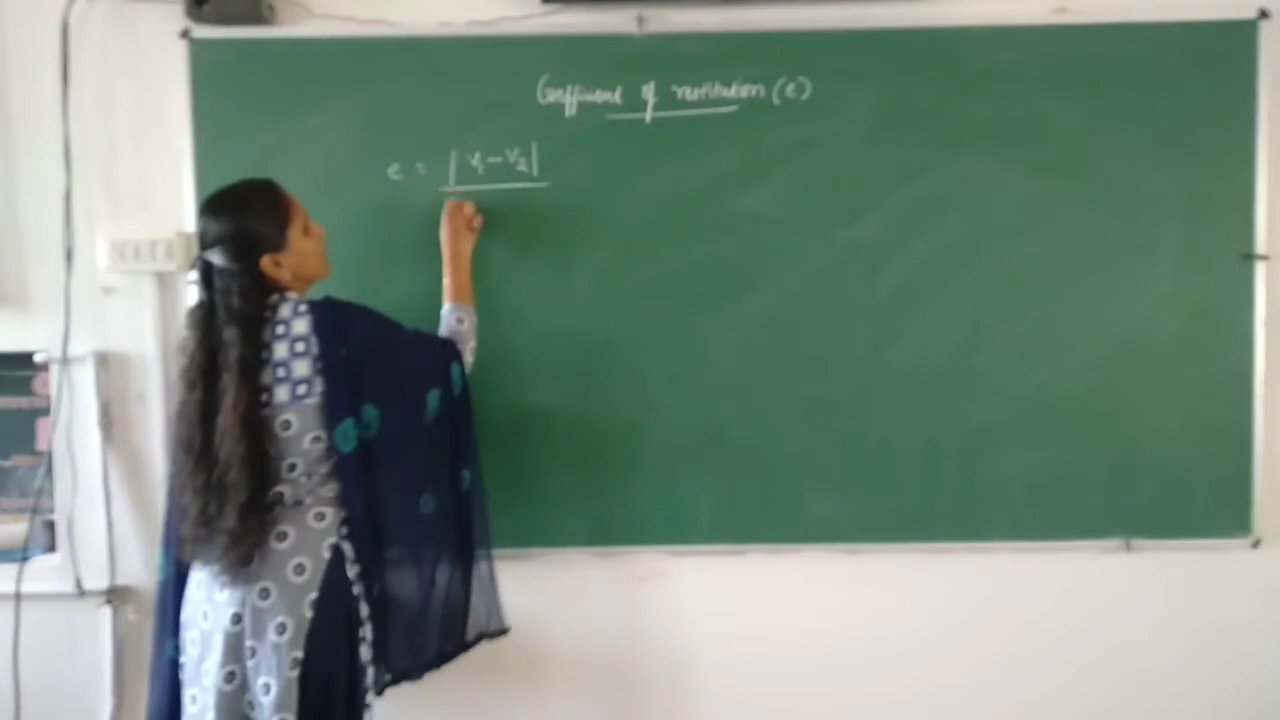 Coefficient of restitution (e)
e = |V₁ - V₂|